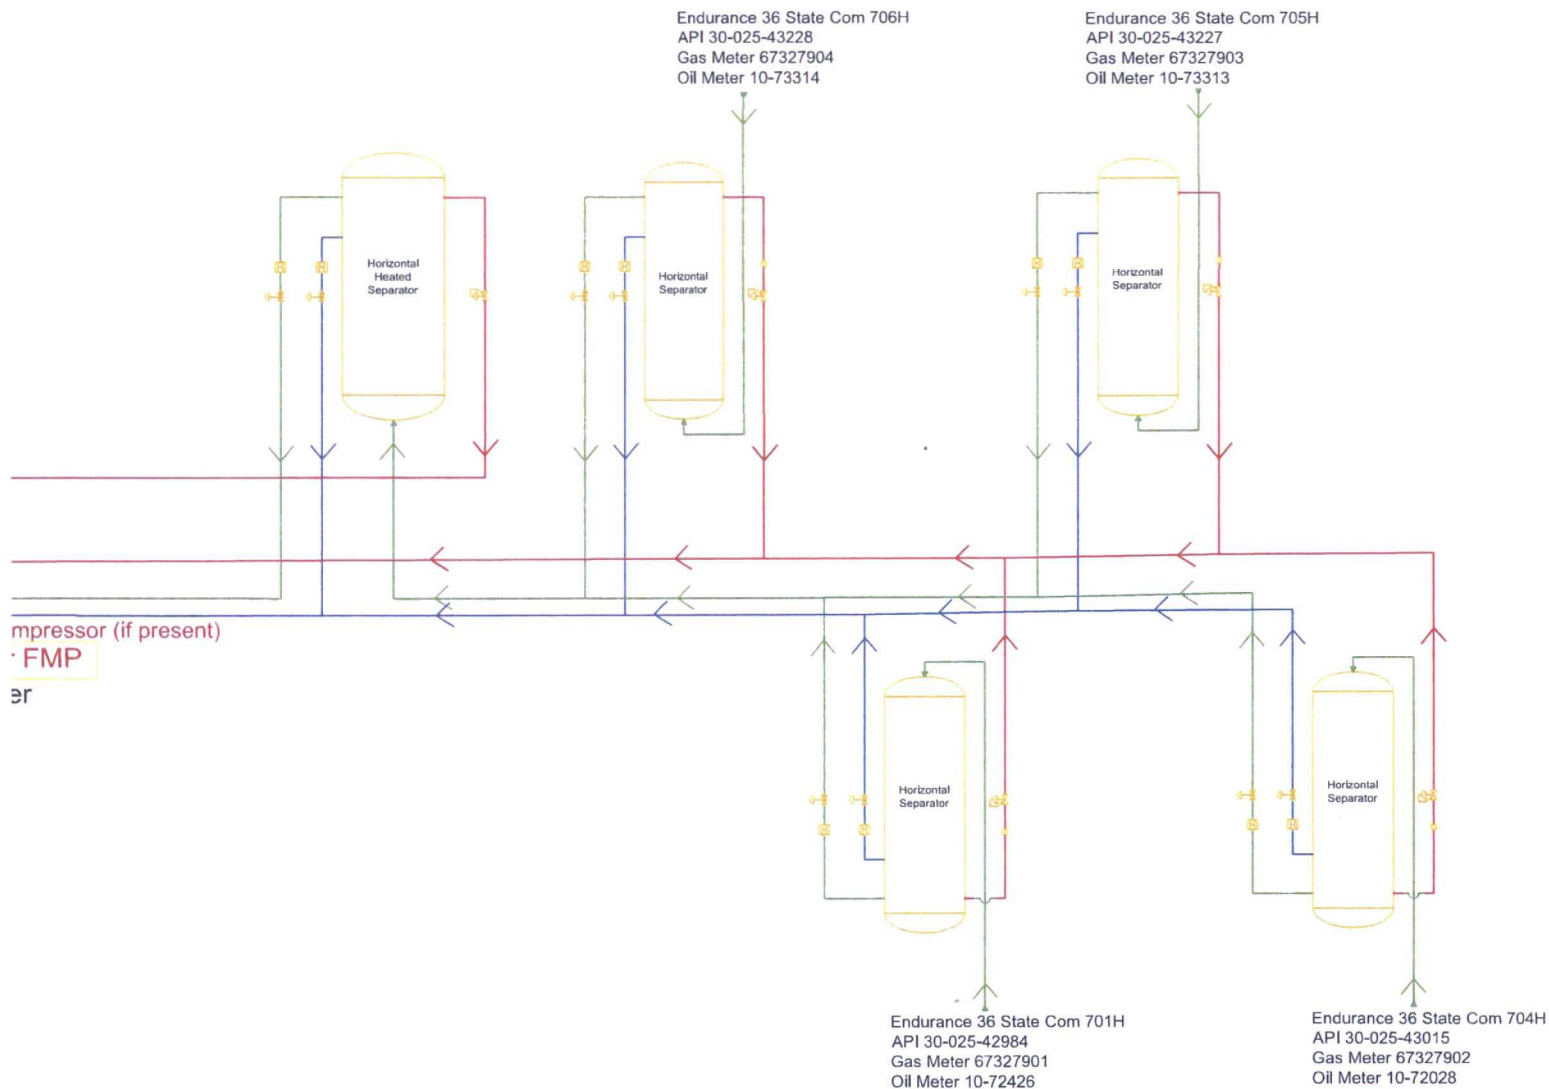 Endurance 36 State Com 706H
API 30-025-43228
Gas Meter 67327904
Oil Meter 10-73314
Endurance 36 State Com 705H
API 30-025-43227
Gas Meter 67327903
Oil Meter 10-73313
Horizontal
Heated
Separator
Horizontal
Separator
Horizontal
Separator
mpressor (if present)
FMP
er
Horizontal
Separator
Horizontal
Separator
Endurance 36 State Com 701H
API 30-025-42984
Gas Meter 67327901
Oil Meter 10-72426
Endurance 36 State Com 704H
API 30-025-43015
Gas Meter 67327902
Oil Meter 10-72028